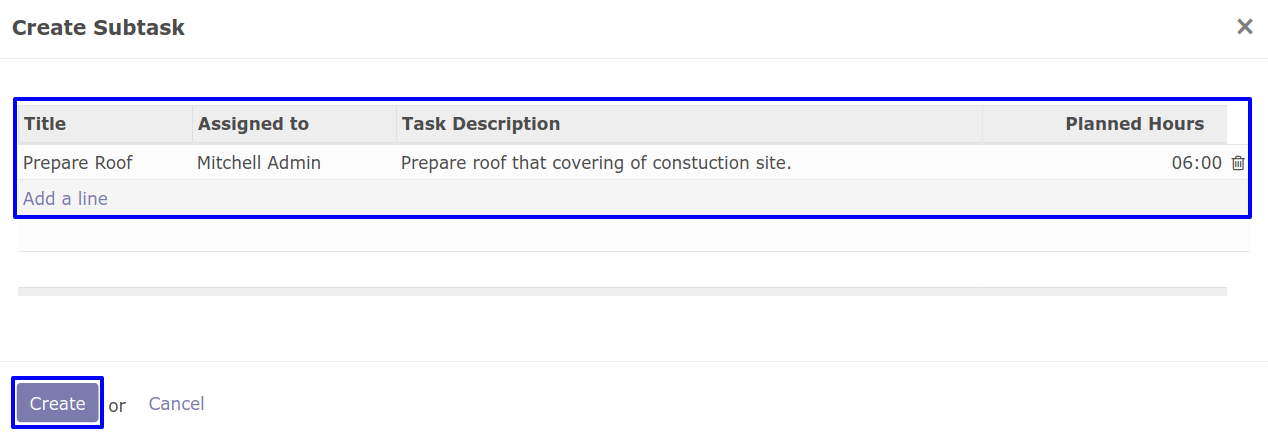 Create Subtask ×
Title Assigned to Task Description Planned Hours
Prepare Roof Mitchell Admin Prepare roof that covering of constuction site. 06:00
Add a line
Create or Cancel